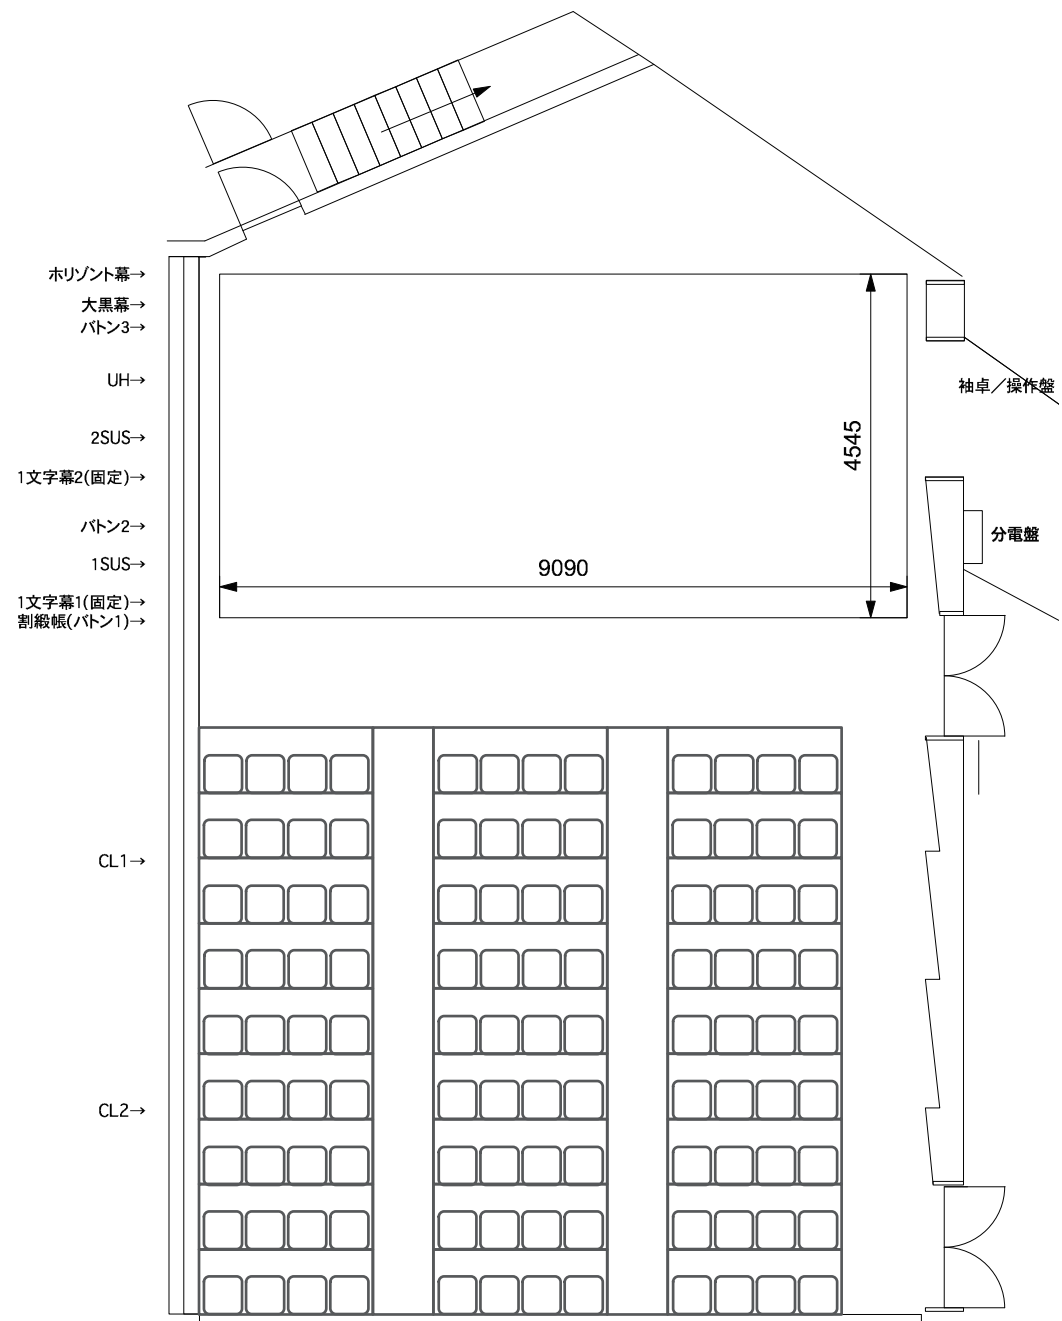 ホリゾント幕→
大黒幕→
バトン3→
UH→
袖卓／操作盤
2SUS→
4545
1文字幕2(固定)→
バトン2→
分電盤
1SUS→
9090
1文字幕1(固定)→
割緞帳(バトン1)→
CL1→
CL2→